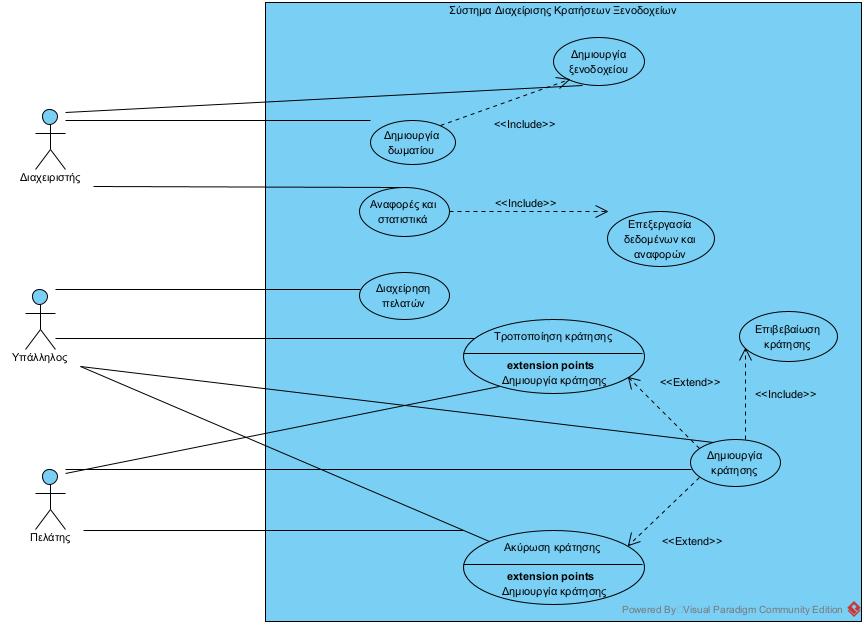 Σύστημα Διαχείρισης Κρατήσεων Ξενοδοχείων
Δημιουργία
ξενοδοχείου
<<Include>>
Δημιουργία
δωματίου
Διαχειριστής
Αναφορές και
στατιστικά
<<Include>>
Επεξεργασία
δεδομένων και
αναφορών
Διαχείρηση
πελατών
Υπάλληλος
Τροποποίηση κράτησης
extension points
Δημιουργία κράτησης
Επιβεβαίωση
κράτησης
<<Extend>>
<<Include>>
Δημιουργία
κράτησης
Πελάτης
<<Extend>>
Ακύρωση κράτησης
extension points
Δημιουργία κράτησης
Powered By Visual Paradigm Community Edition